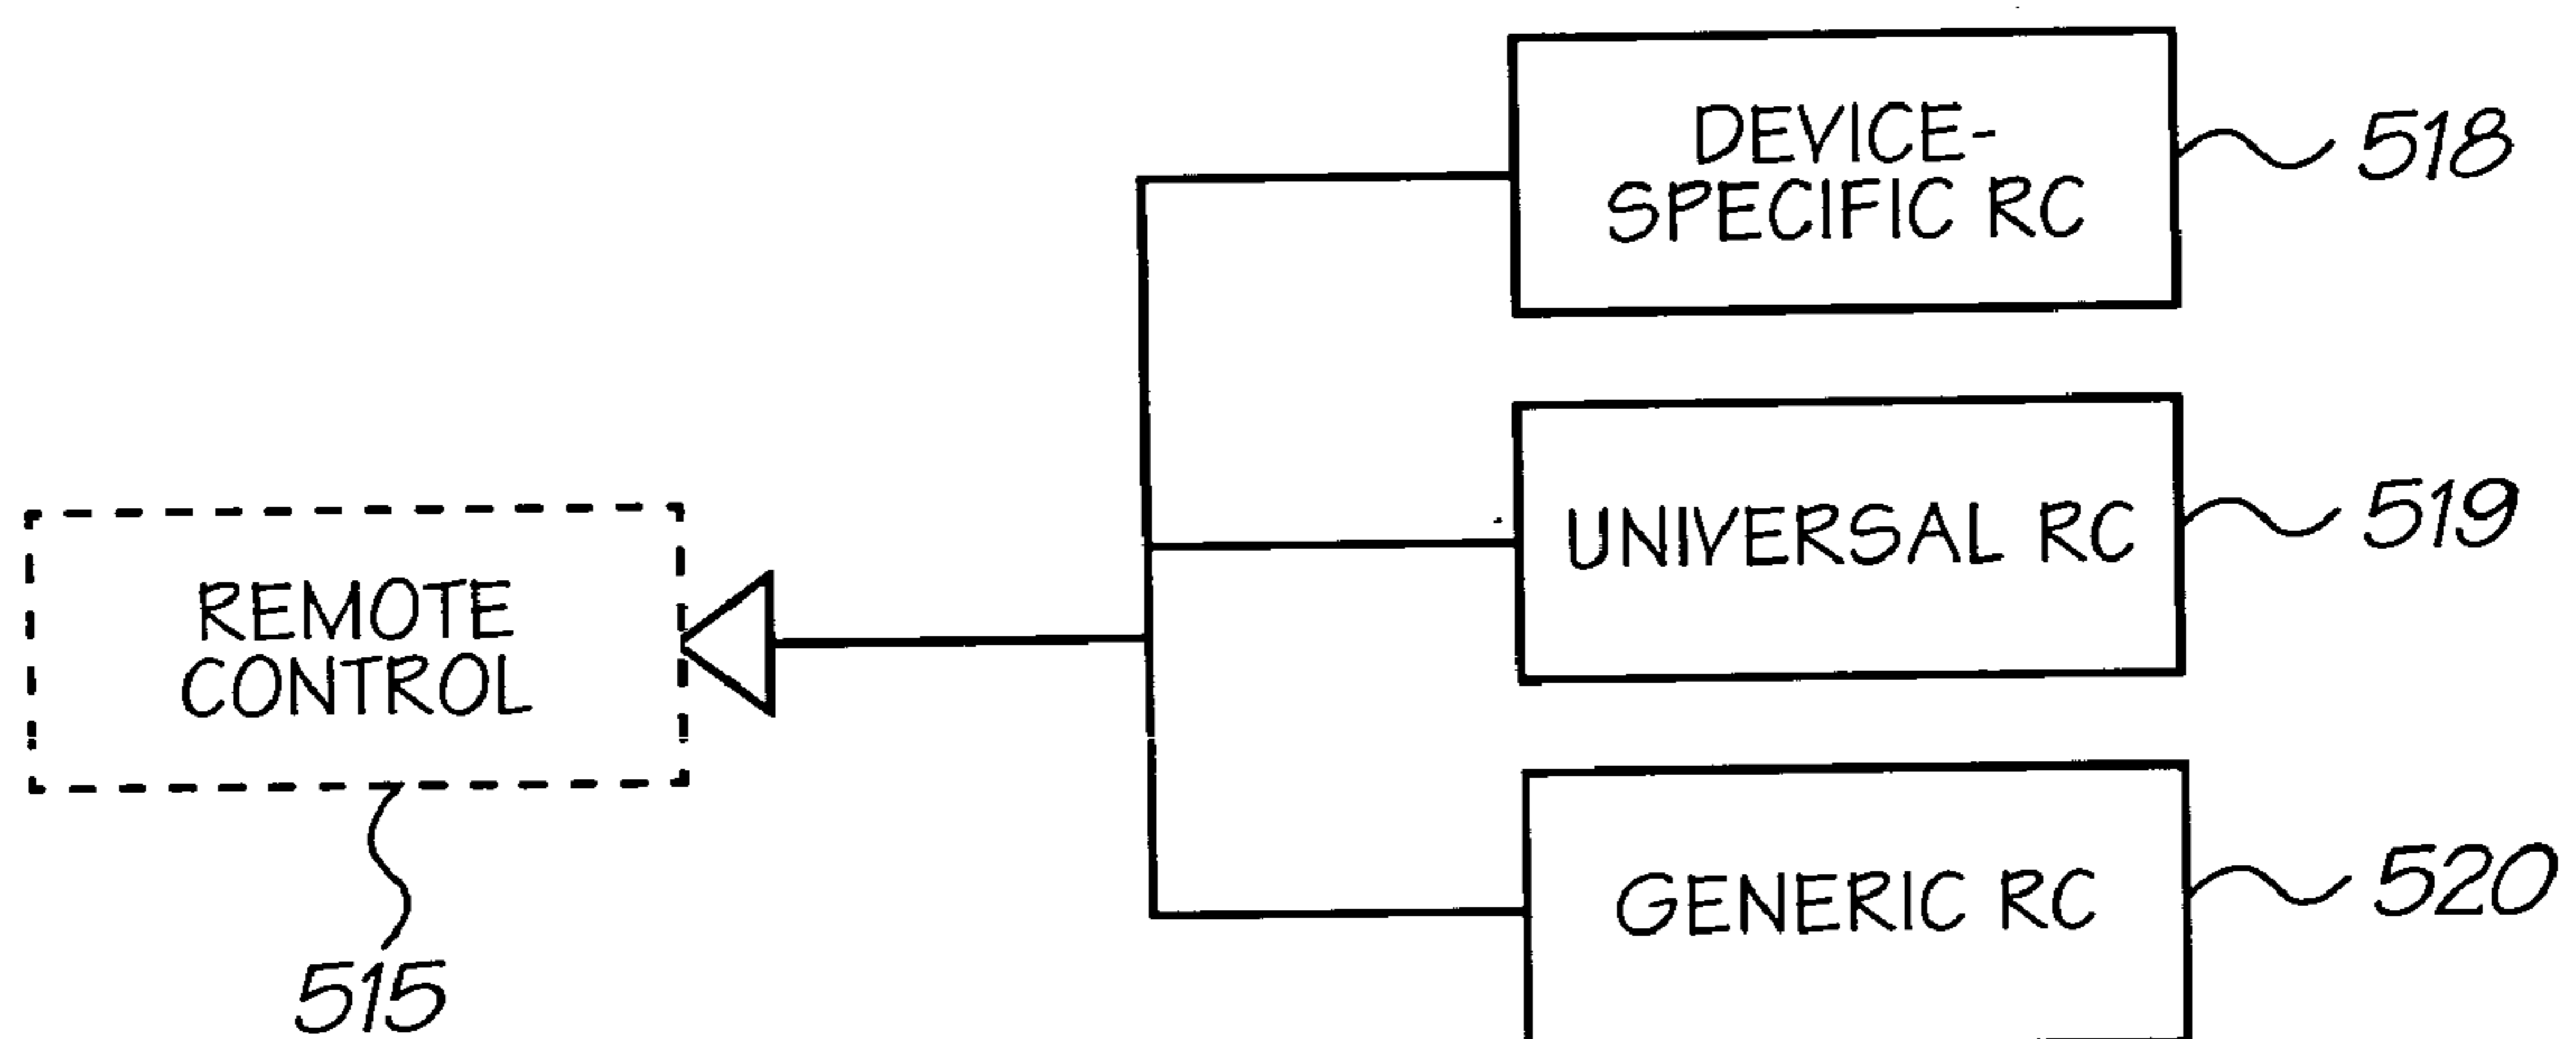 DEVICE-
SPECIFIC RC
518
UNIVERSAL RC
519
REMOTE
CONTROL
515
GENERIC RC
520